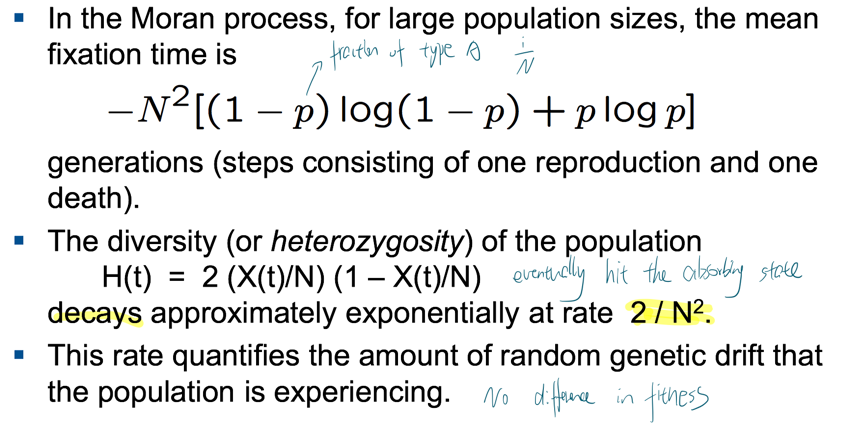 ▪ In the Moran process, for large population sizes, the mean
fixation time is
fraction of type A i/N
−N²[(1 − p) log(1 − p) + p log p]
generations (steps consisting of one reproduction and one
death).
▪ The diversity (or heterozygosity) of the population
H(t) = 2 (X(t)/N) (1 – X(t)/N) eventually hit the absorbing state
decays approximately exponentially at rate 2 / N².
▪ This rate quantifies the amount of random genetic drift that
the population is experiencing. No difference in fitness